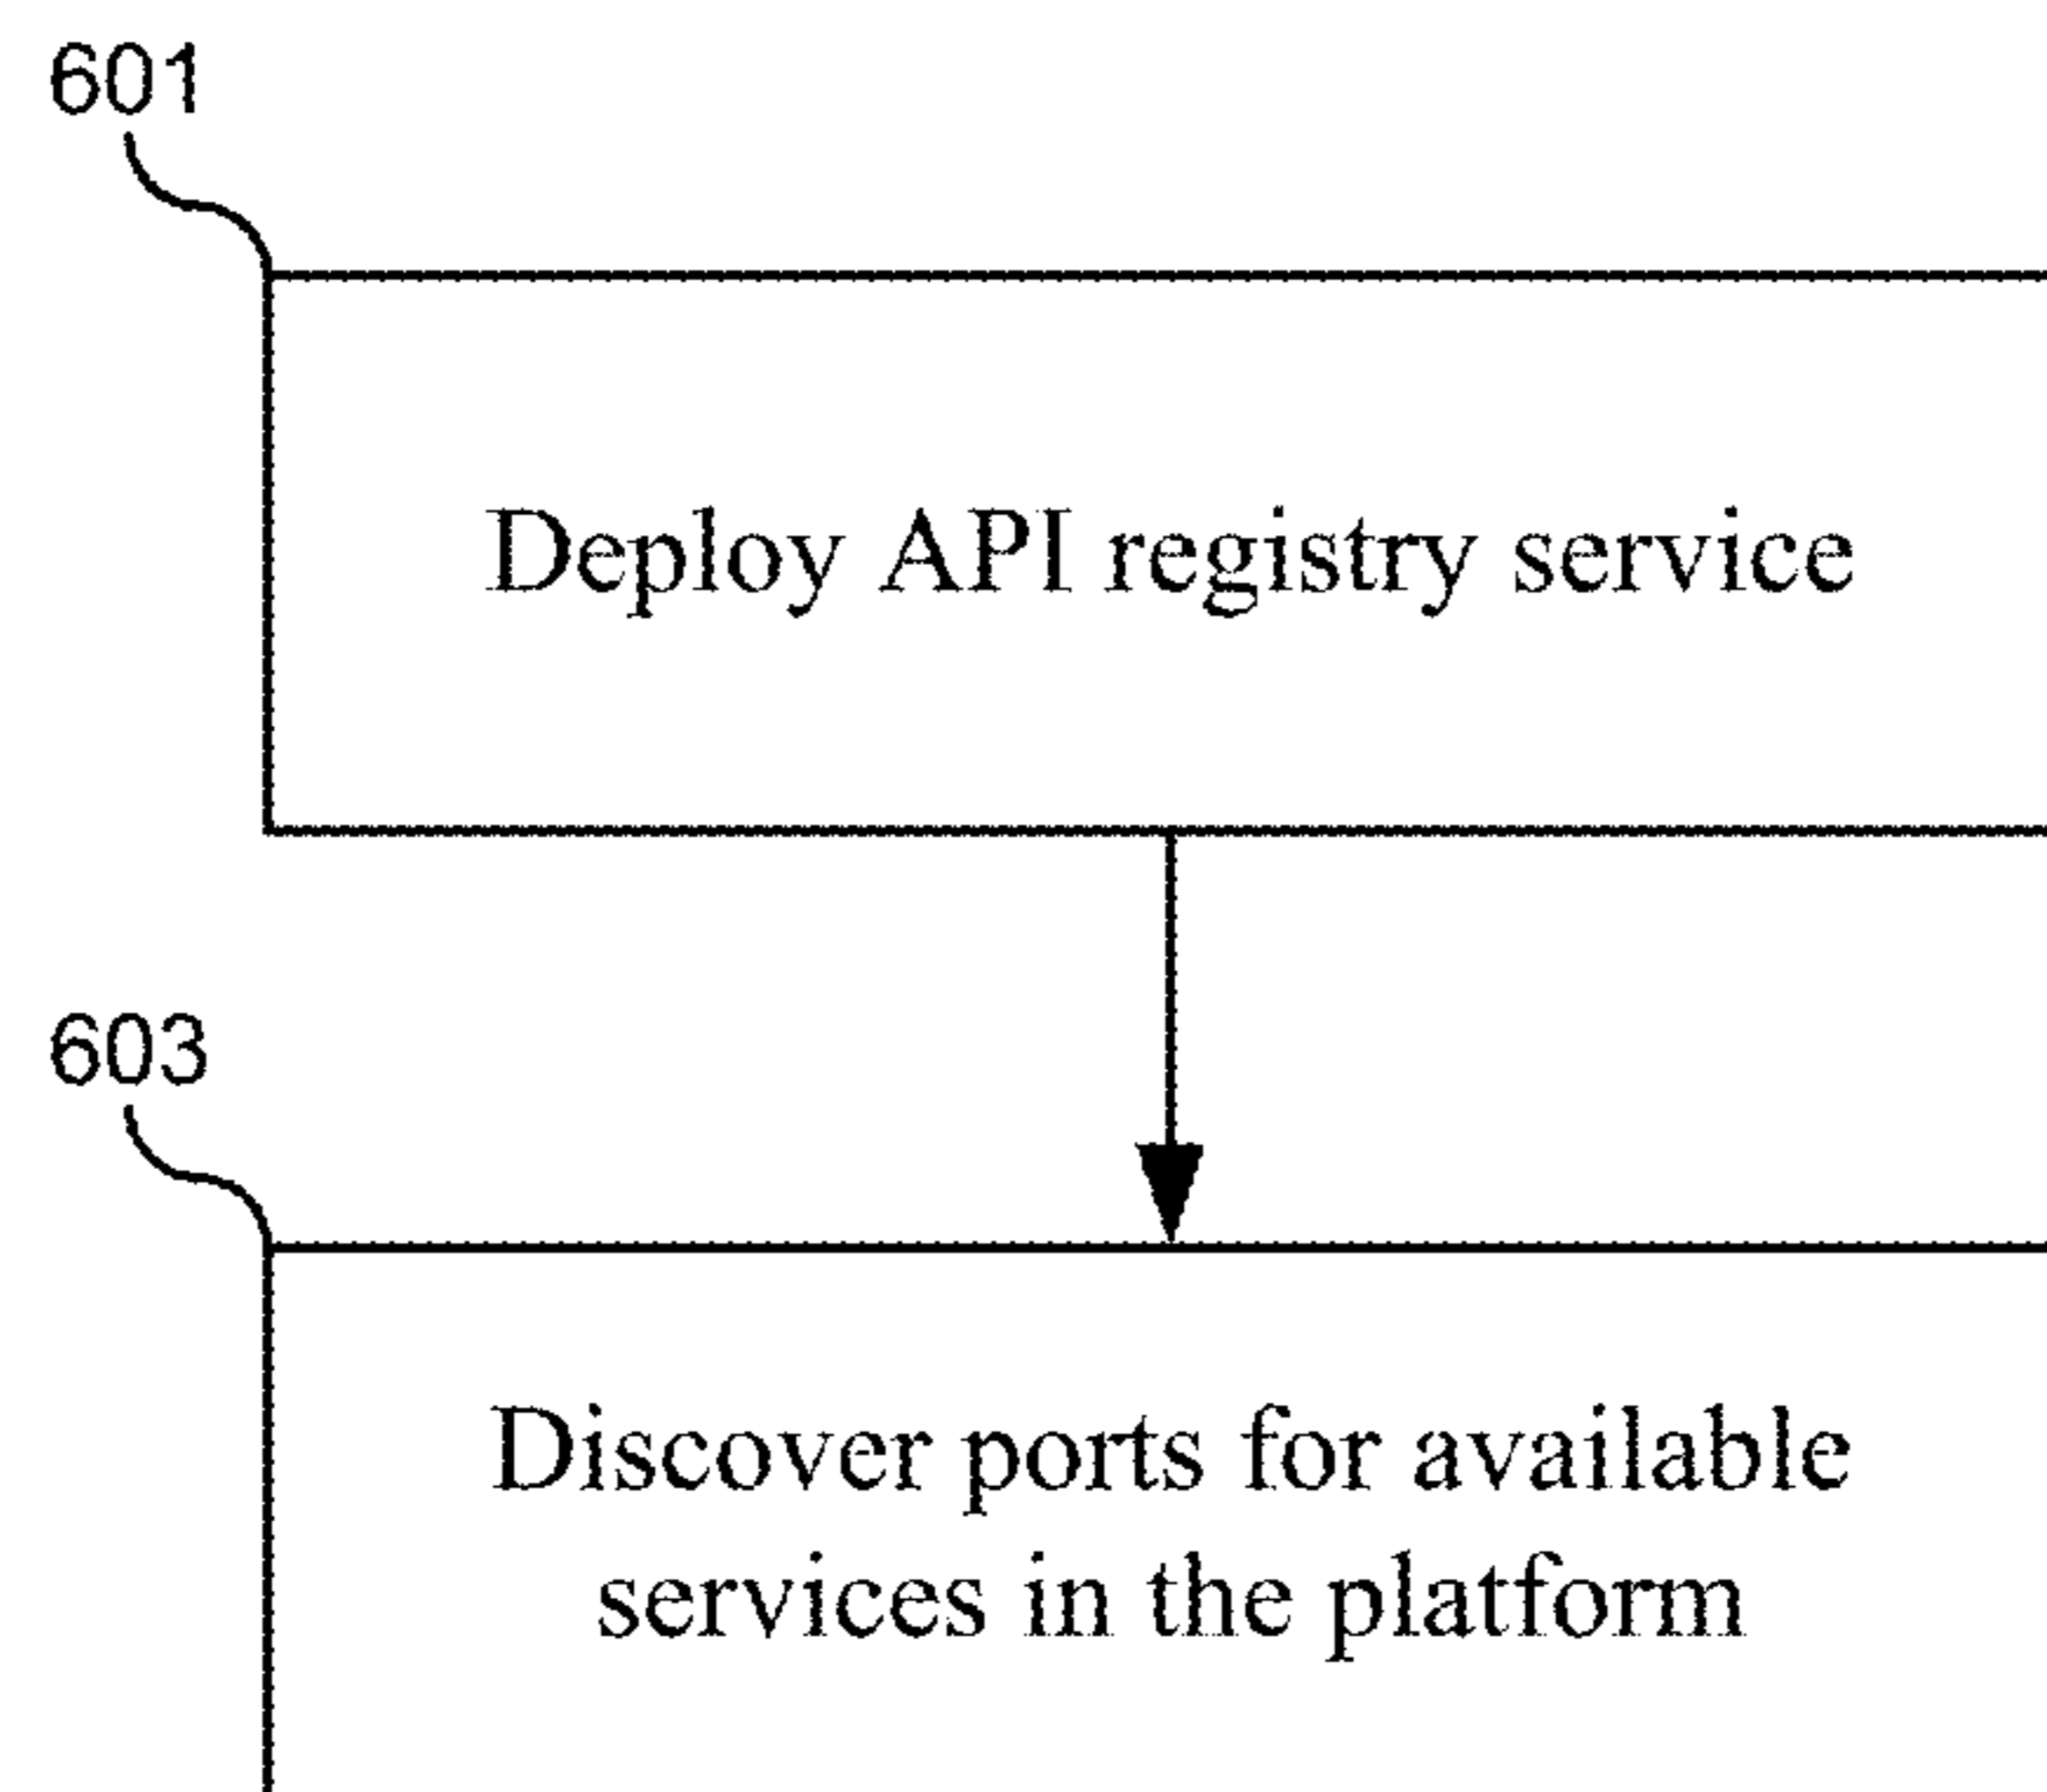 601
Deploy API registry service
603
Discover ports for available
services in the platform